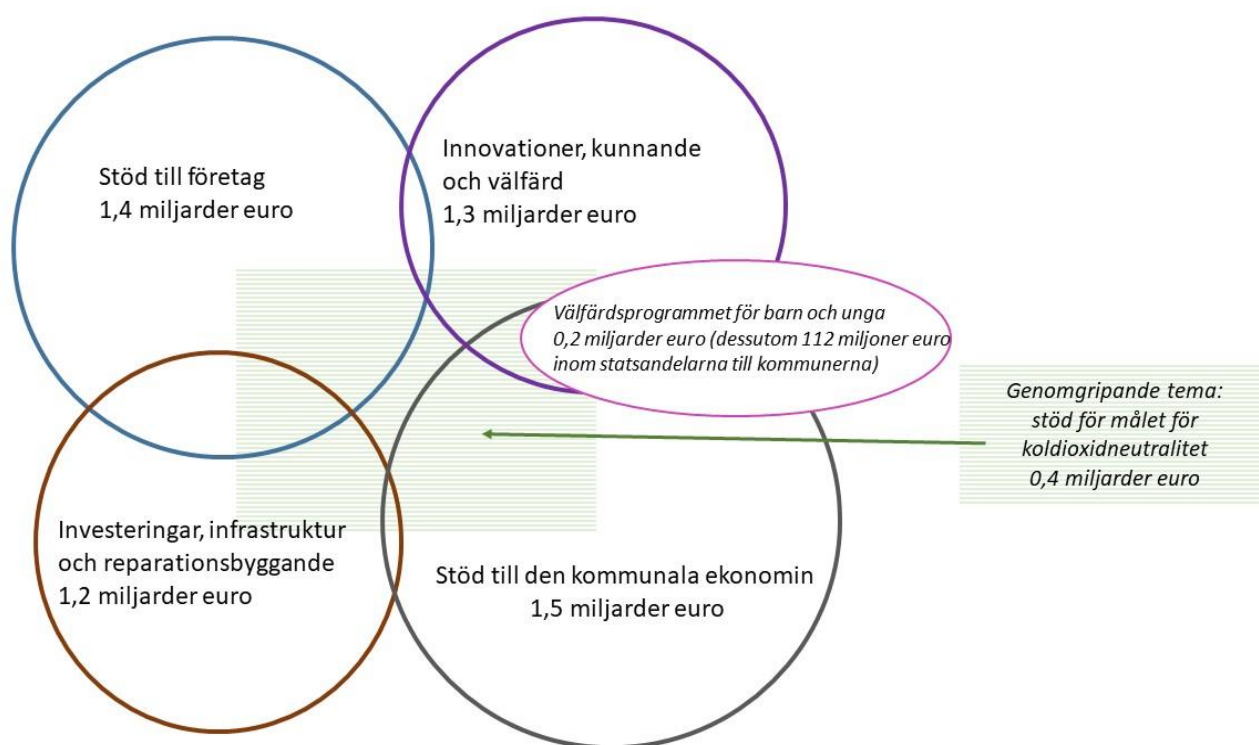 Stöd till företag
1,4 miljarder euro
Innovationer, kunnande
och välfärd
1,3 miljarder euro
Välfärdsprogrammet för barn och unga
0,2 miljarder euro (dessutom 112 miljoner euro
inom statsandelarna till kommunerna)
Genomgripande tema:
stöd för målet för
koldioxidneutralitet
0,4 miljarder euro
Investeringar, infrastruktur
och reparationsbyggande
1,2 miljarder euro
Stöd till den kommunala ekonomin
1,5 miljarder euro